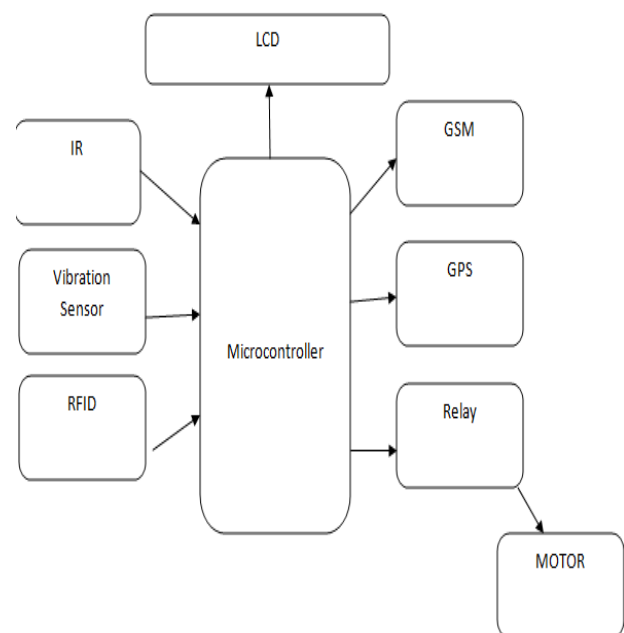 LCD
IR
GSM
Vibration
Sensor
GPS
Microcontroller
RFID
Relay
MOTOR